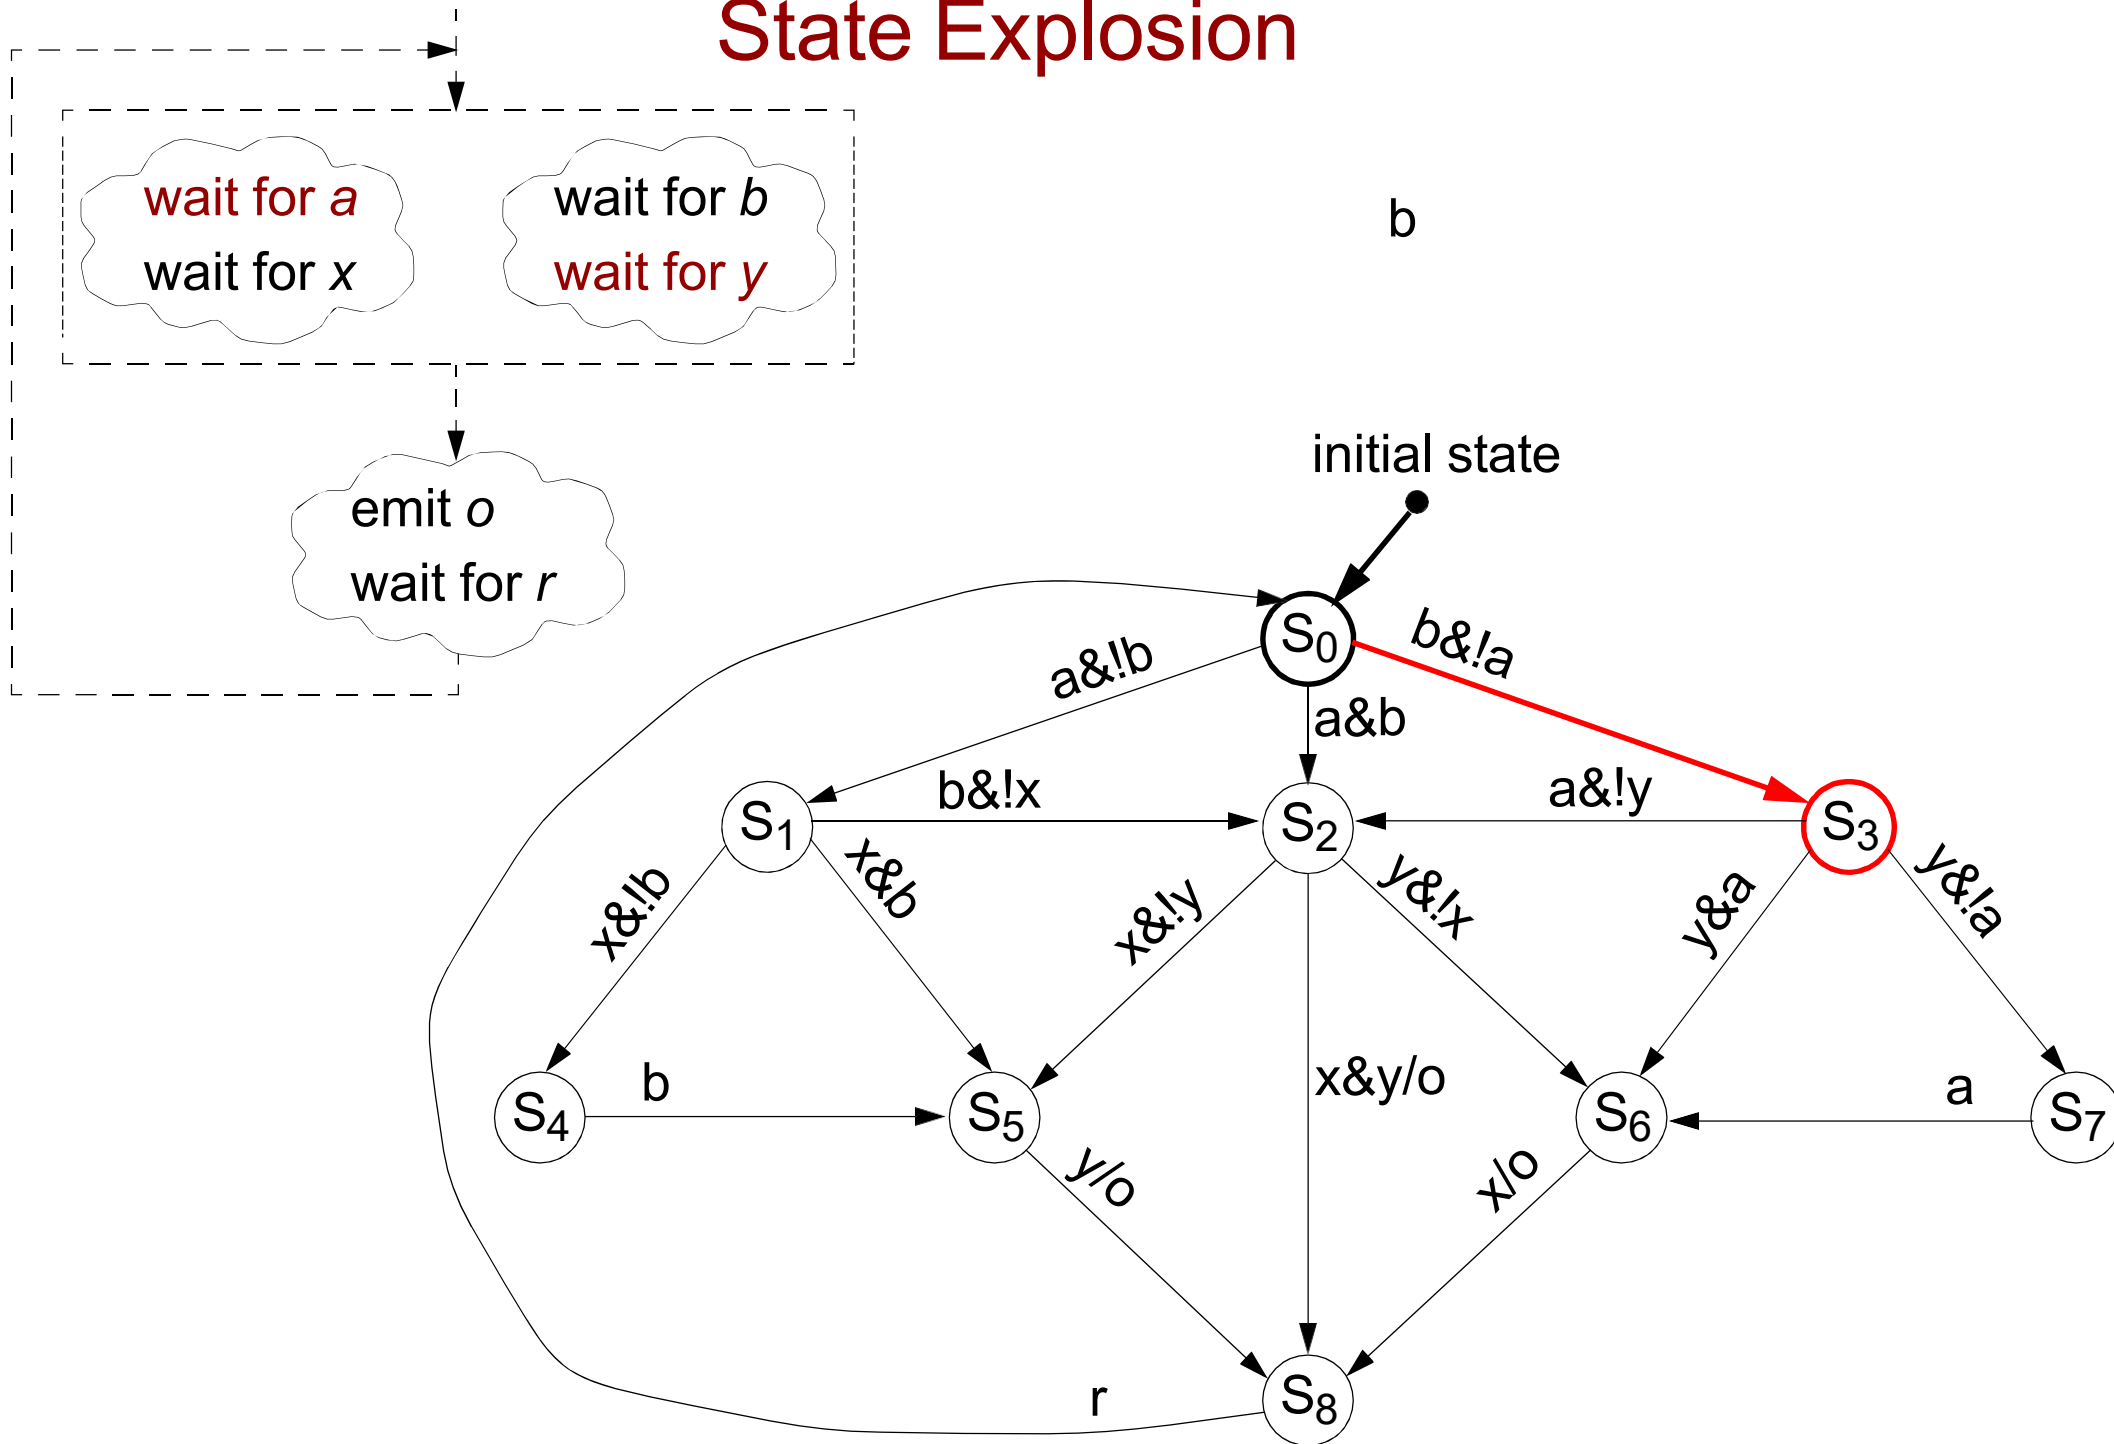 State Explosion
wait for a
wait for x
wait for b
wait for y
b
emit o
wait for r
initial state
S0
a&!b
a&b
b&!a
S1
b&!x
S2
a&!y
S3
x&!b
x&b
x&!y
y&!x
y&a
y&!a
S4
b
S5
x&y/o
S6
a
S7
y/o
x/o
r
S8